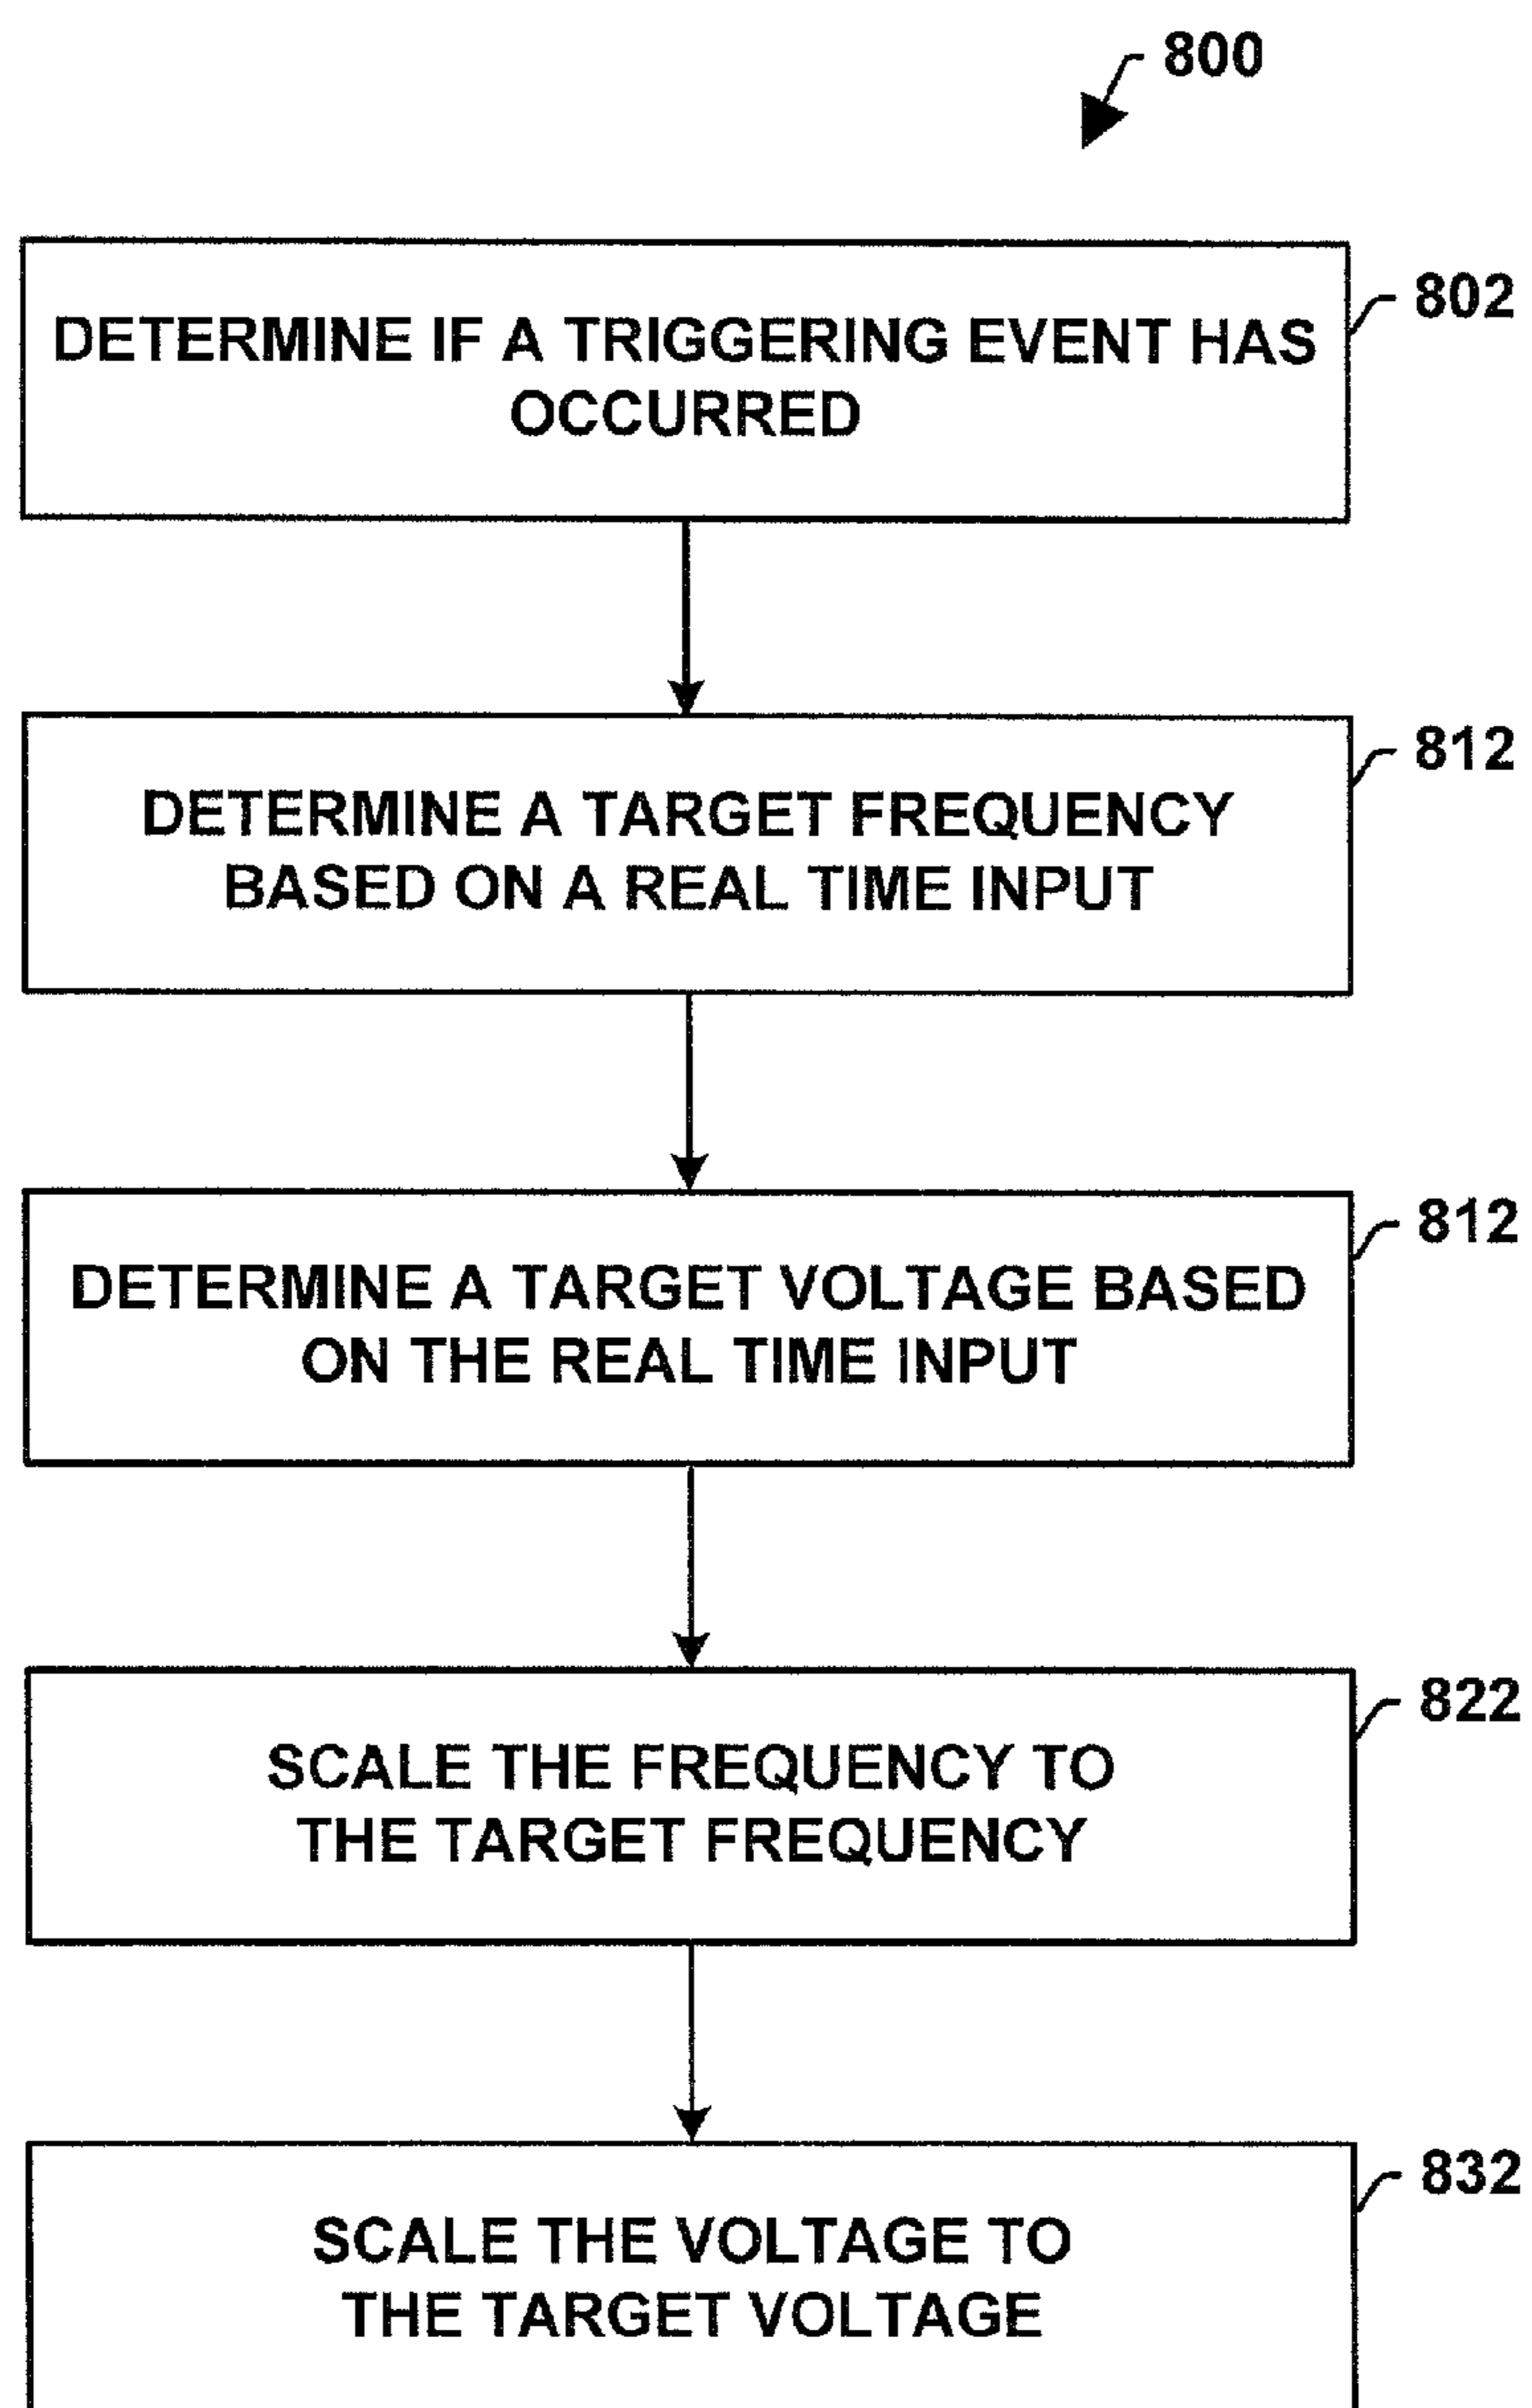 800
DETERMINE IF A TRIGGERING EVENT HAS
OCCURRED
802
DETERMINE A TARGET FREQUENCY
BASED ON A REAL TIME INPUT
812
DETERMINE A TARGET VOLTAGE BASED
ON THE REAL TIME INPUT
812
SCALE THE FREQUENCY TO
THE TARGET FREQUENCY
822
SCALE THE VOLTAGE TO
THE TARGET VOLTAGE
832